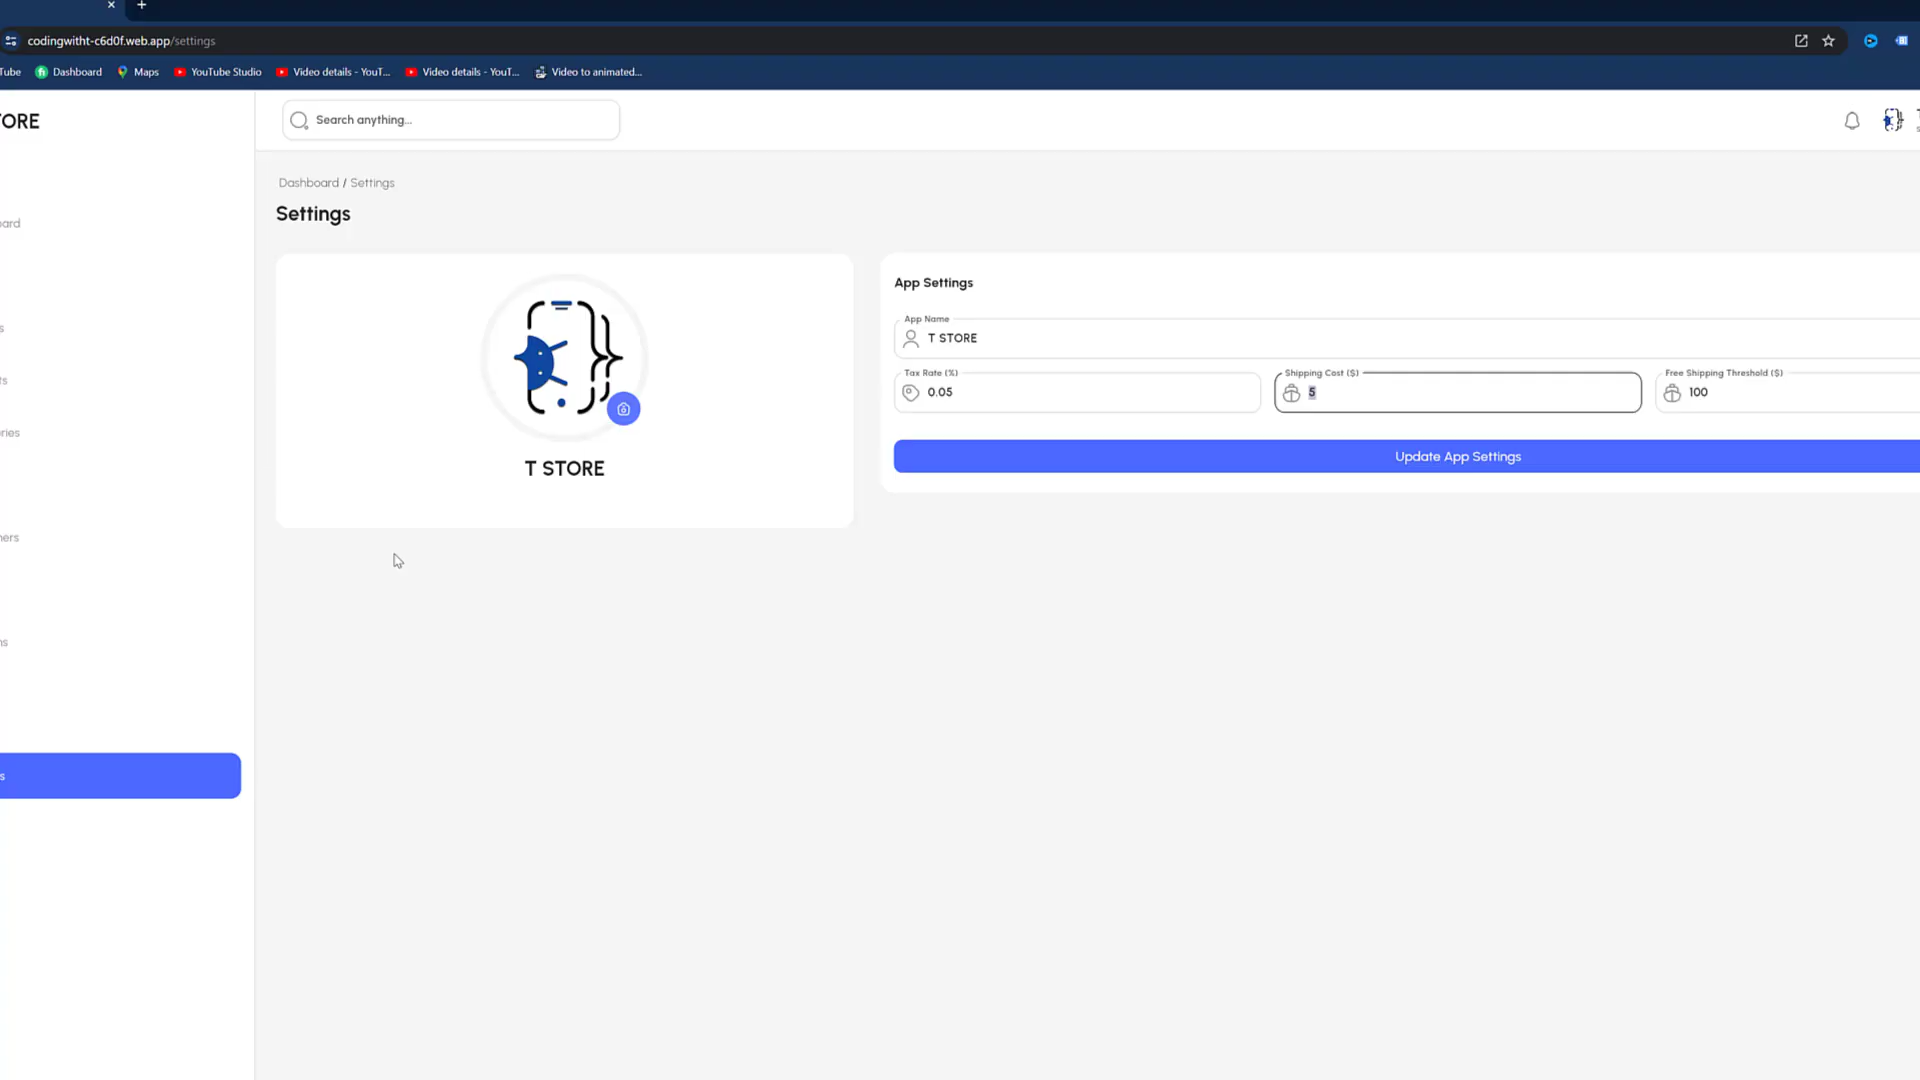 codingwitht-c6d0f.web.app/settings
Tube Dashboard Maps YouTube Studio Video details - YouT... Video details - YouT... Video to animated...
TORE
Search anything...
Dashboard / Settings
Settings
App Settings
App Name
T STORE
Tax Rate (%) Shipping Cost ($) Free Shipping Threshold ($)
0.05 5 100
Update App Settings
T STORE
oard
s
ts
ries
ners
ns
s